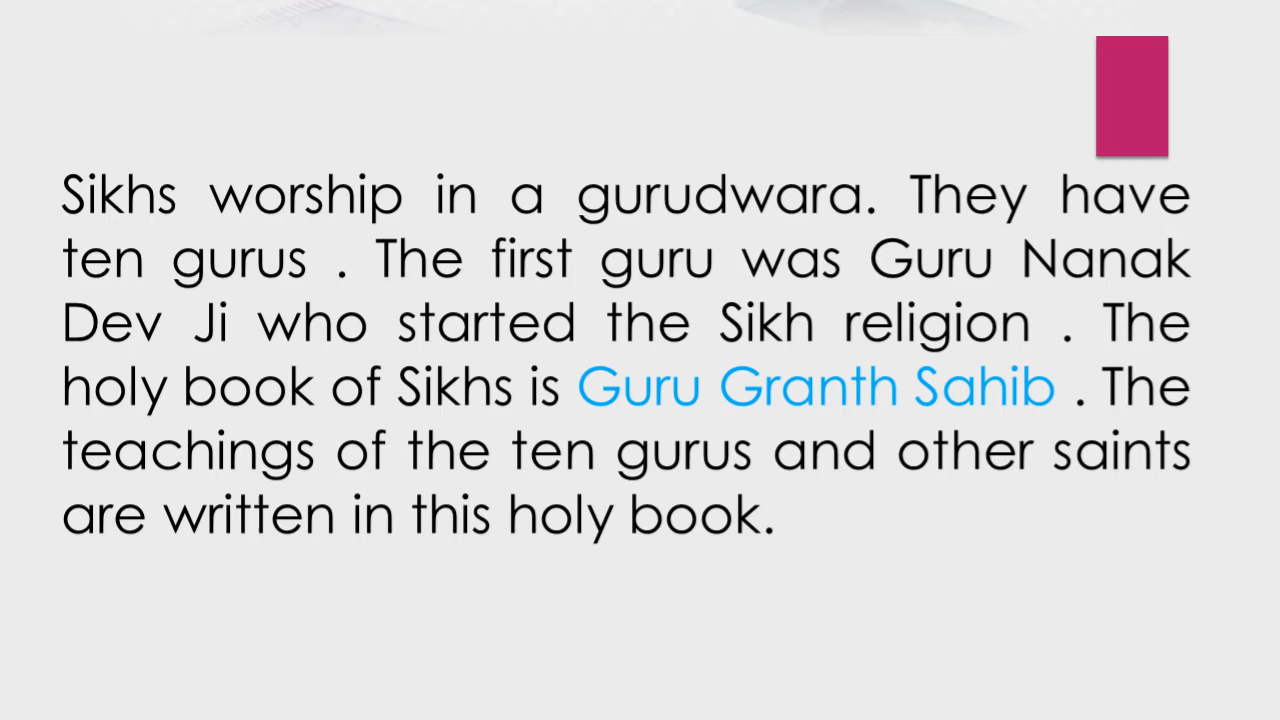 Sikhs worship in a gurudwara. They have
ten gurus . The first guru was Guru Nanak
Dev Ji who started the Sikh religion . The
holy book of Sikhs is Guru Granth Sahib . The
teachings of the ten gurus and other saints
are written in this holy book.